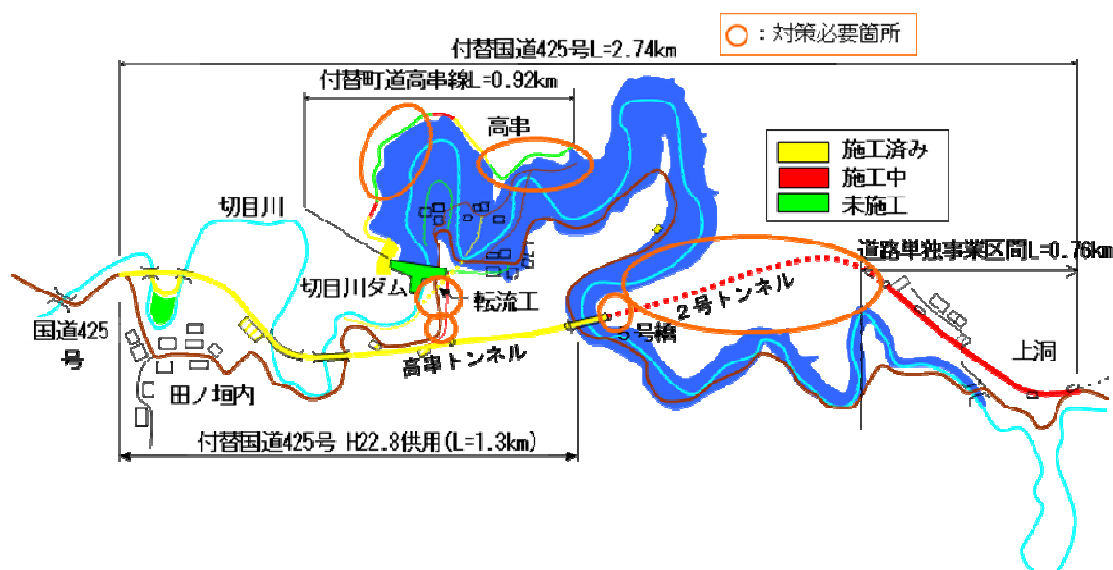 ○：対策必要箇所
付替国道425号L=2.74km
付替町道高串線L=0.92km
高串
施工済み
施工中
未施工
切目川
道路単独事業区間L=0.76km
切目川ダム
転流工
2号トンネル
国道425
号
5号橋
高串トンネル
上洞
田ノ垣内
付替国道425号 H22.8供用(L=1.3km)